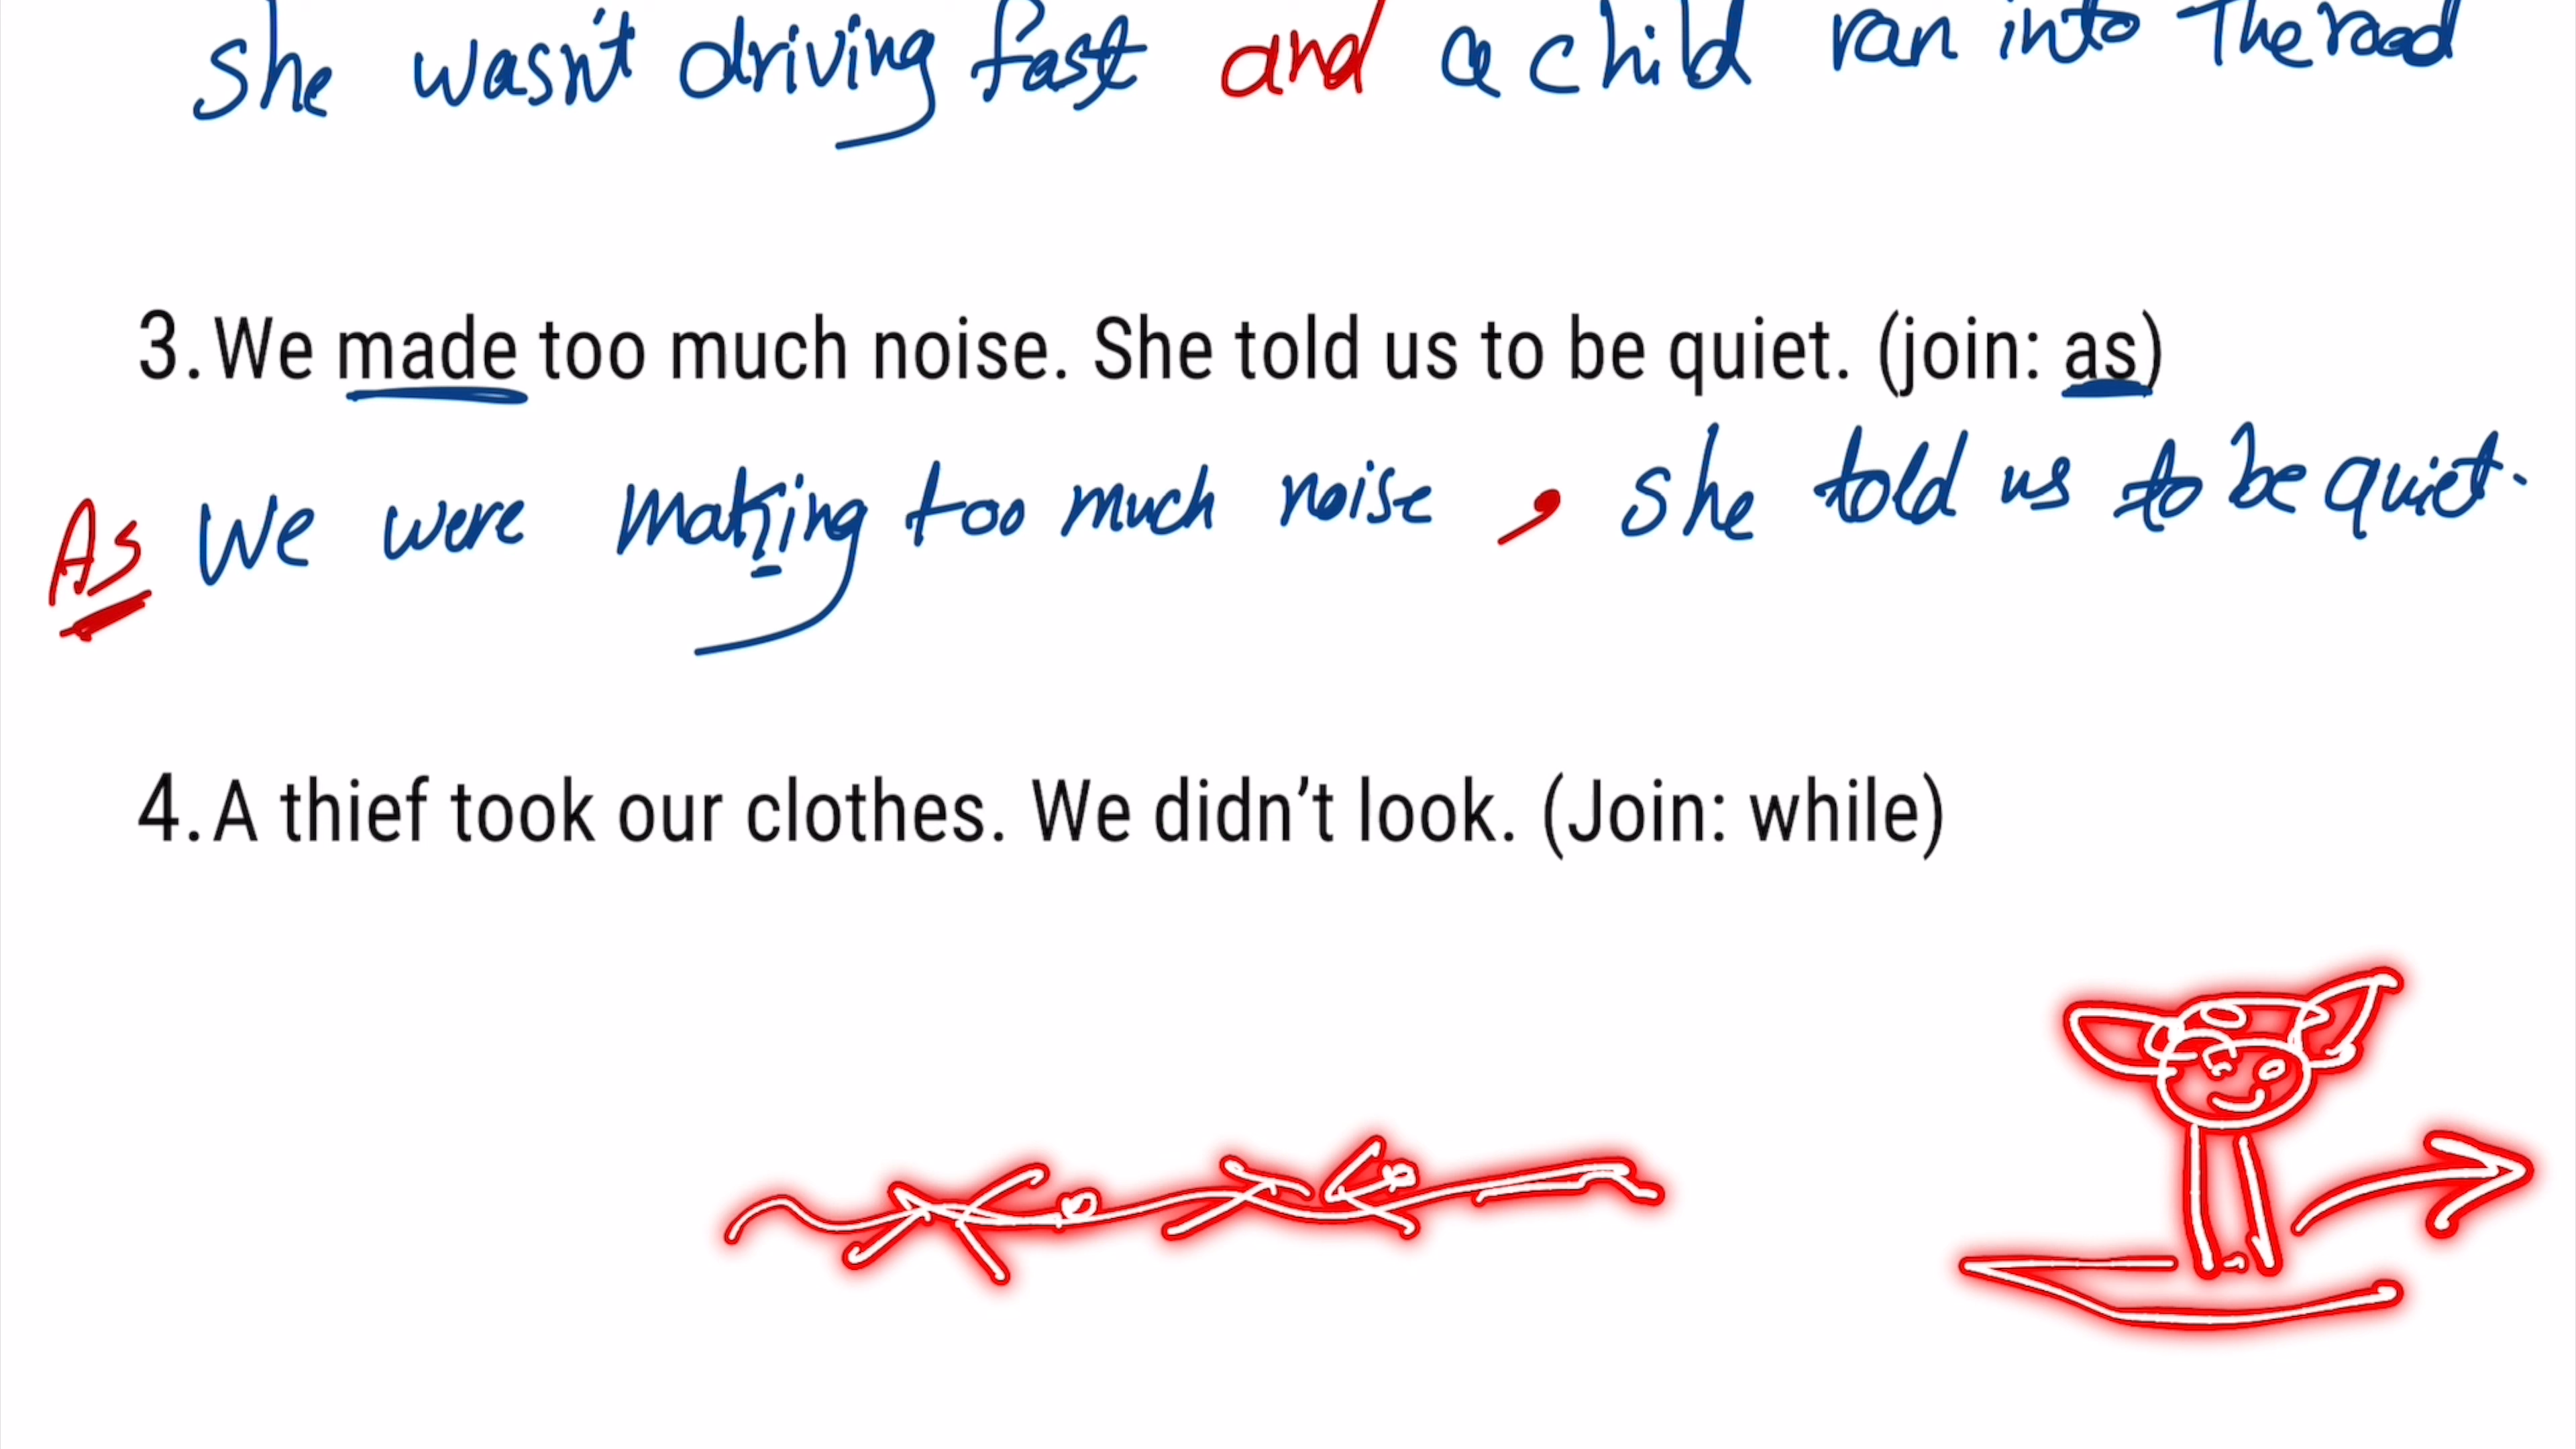 She wasn't driving fast and a child ran into the road
3. We made too much noise. She told us to be quiet. (join: as)
As We were making too much noise, she told us to be quiet.
4. A thief took our clothes. We didn't look. (Join: while)